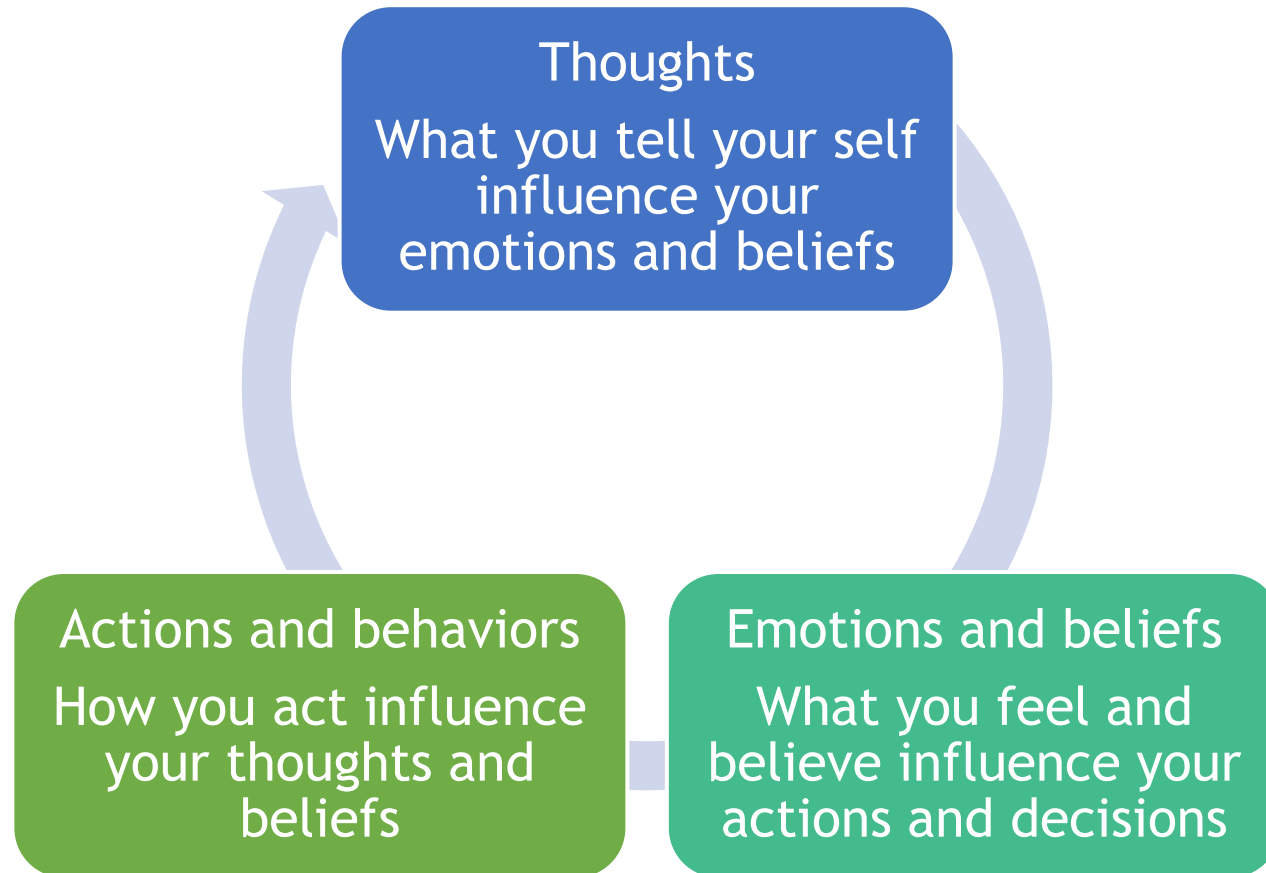 Thoughts
What you tell your self
influence your
emotions and beliefs
Actions and behaviors
How you act influence
your thoughts and
beliefs
Emotions and beliefs
What you feel and
believe influence your
actions and decisions